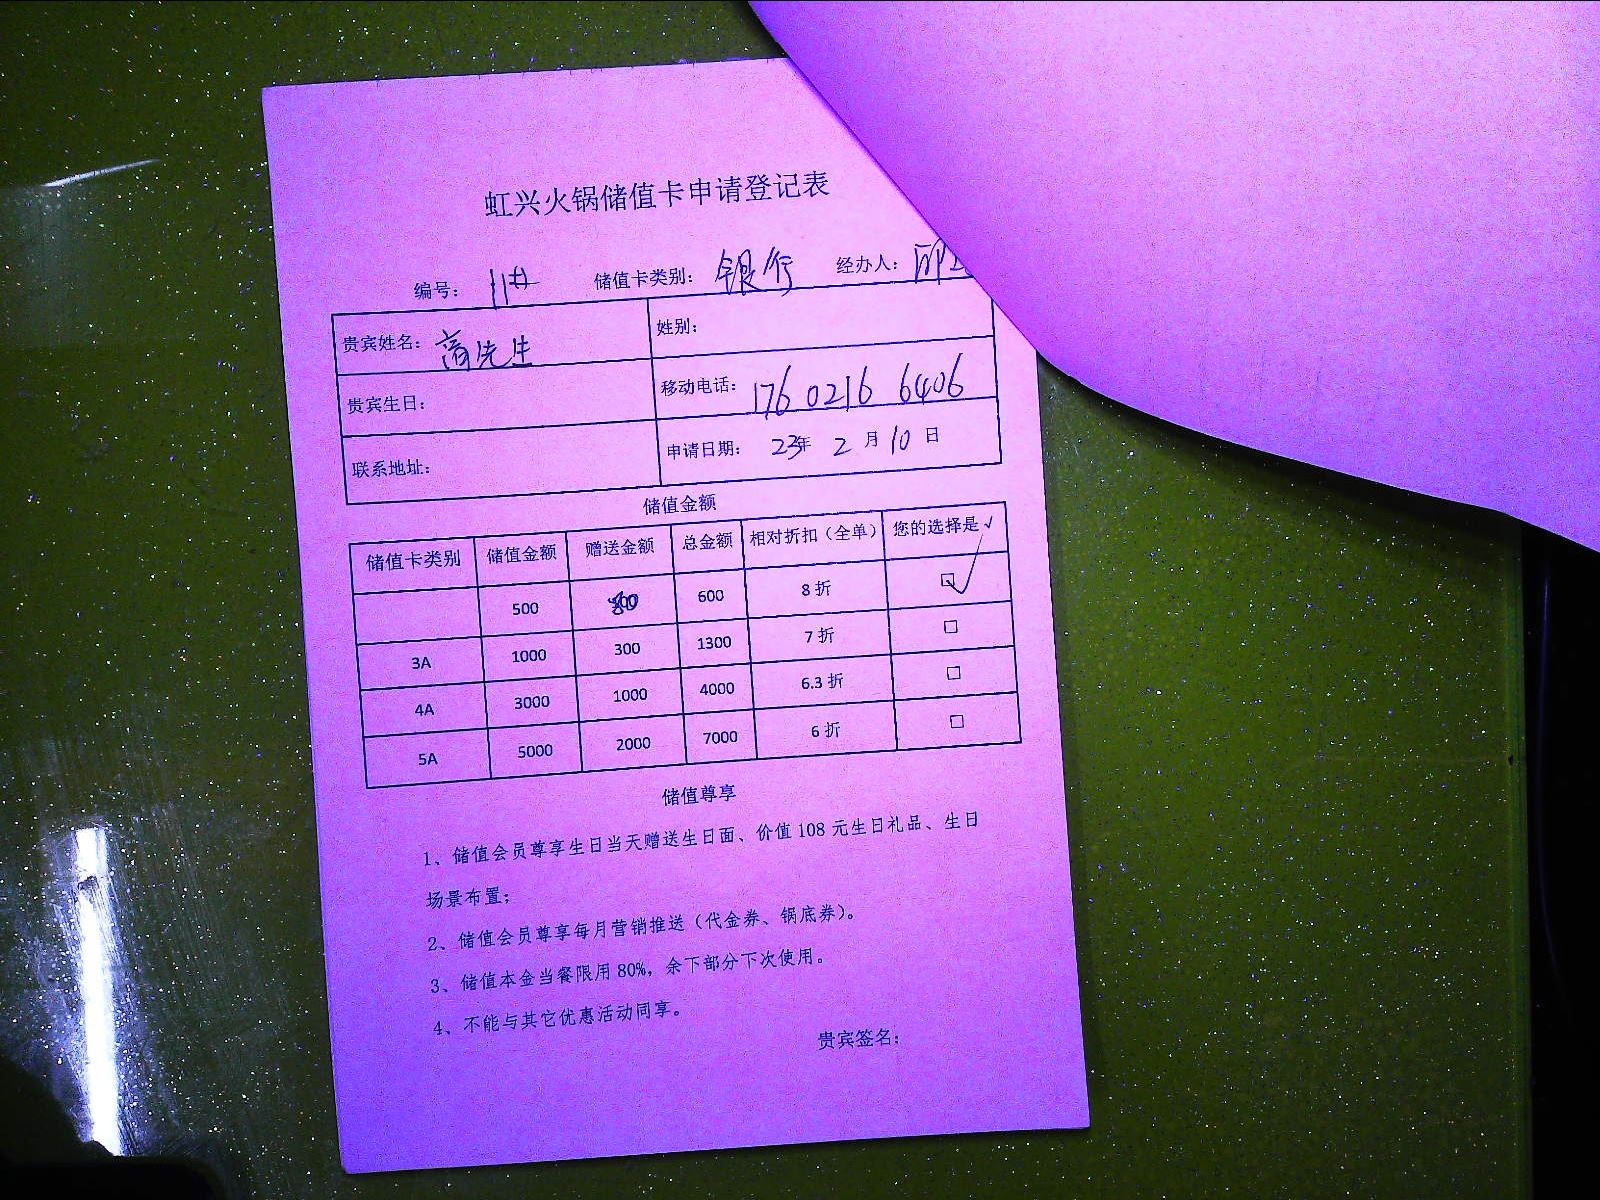 虹兴火锅储值卡申请登记表
编号： 11# 储值卡类别： 银行 经办人：
贵宾姓名： 商先生 姓别：
贵宾生日： 移动电话： 176 0216 6406
联系地址： 申请日期： 23年 2 月 10 日
储值金额
储值卡类别 储值金额 赠送金额 总金额 相对折扣（全单） 您的选择是√
500 600 8 折 ☑
3A 1000 300 1300 7 折 □
4A 3000 1000 4000 6.3 折 □
5A 5000 2000 7000 6 折 □
储值尊享
1、储值会员尊享生日当天赠送生日面、价值 108 元生日礼品、生日
场景布置；
2、储值会员尊享每月营销推送（代金券、锅底券）。
3、储值本金当餐限用 80%，余下部分下次使用。
4、不能与其它优惠活动同享。
贵宾签名：